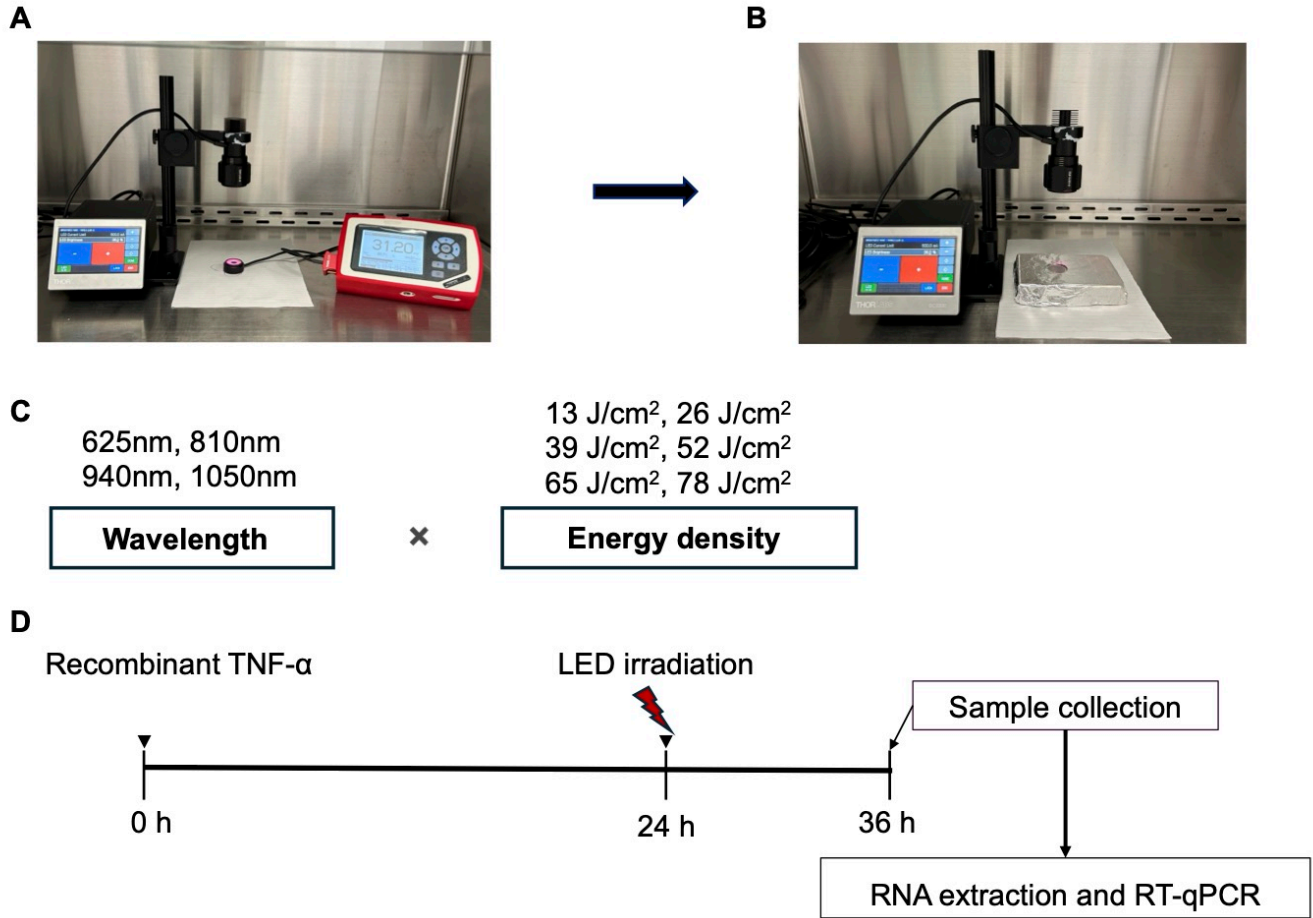 A
B
31.20
THOR
C
625nm, 810nm
940nm, 1050nm
13 J/cm², 26 J/cm²
39 J/cm², 52 J/cm²
65 J/cm², 78 J/cm²
Wavelength
×
Energy density
D
Recombinant TNF-α
LED irradiation
Sample collection
0 h
24 h
36 h
RNA extraction and RT-qPCR